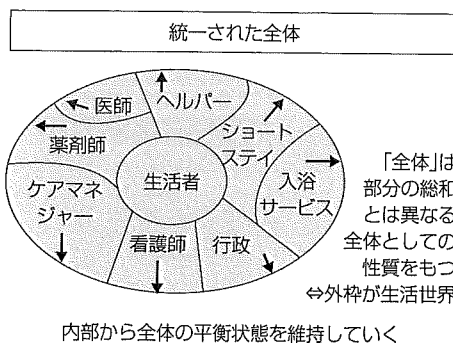 統一された全体
医師
ヘルパー
薬剤師
ショート
ステイ
ケアマネ
ジャー
生活者
入浴
サービス
看護師
行政
「全体」は
部分の総和
とは異なる
全体としての
性質をもつ
⇔外枠が生活世界
内部から全体の平衡状態を維持していく